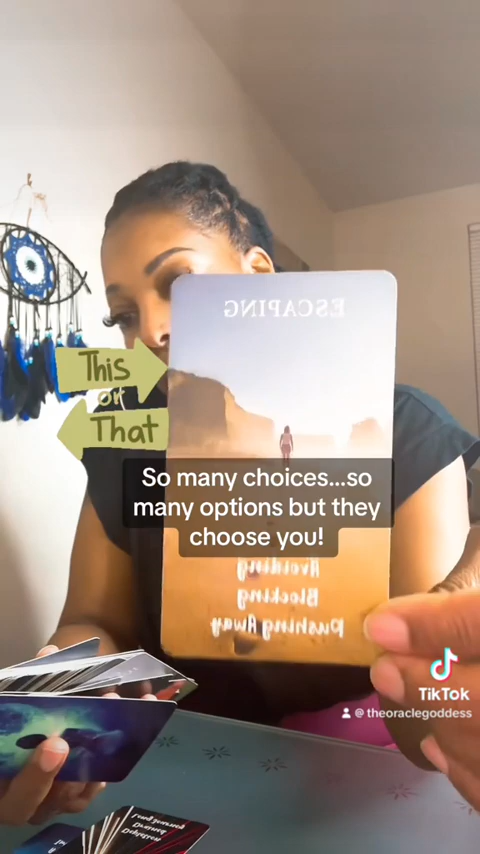 ESCAPING
This
or
That
So many choices...so
many options but they
choose you!
Avoiding
Blocking
Pushing Away
TikTok
@theoraclegoddess